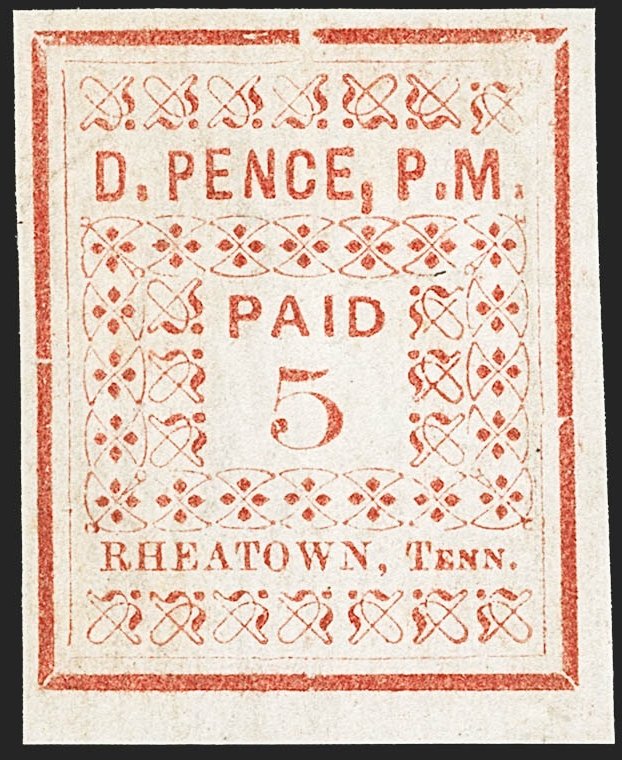 D. PENCE, P.M.
PAID
5
RHEATOWN, TENN.